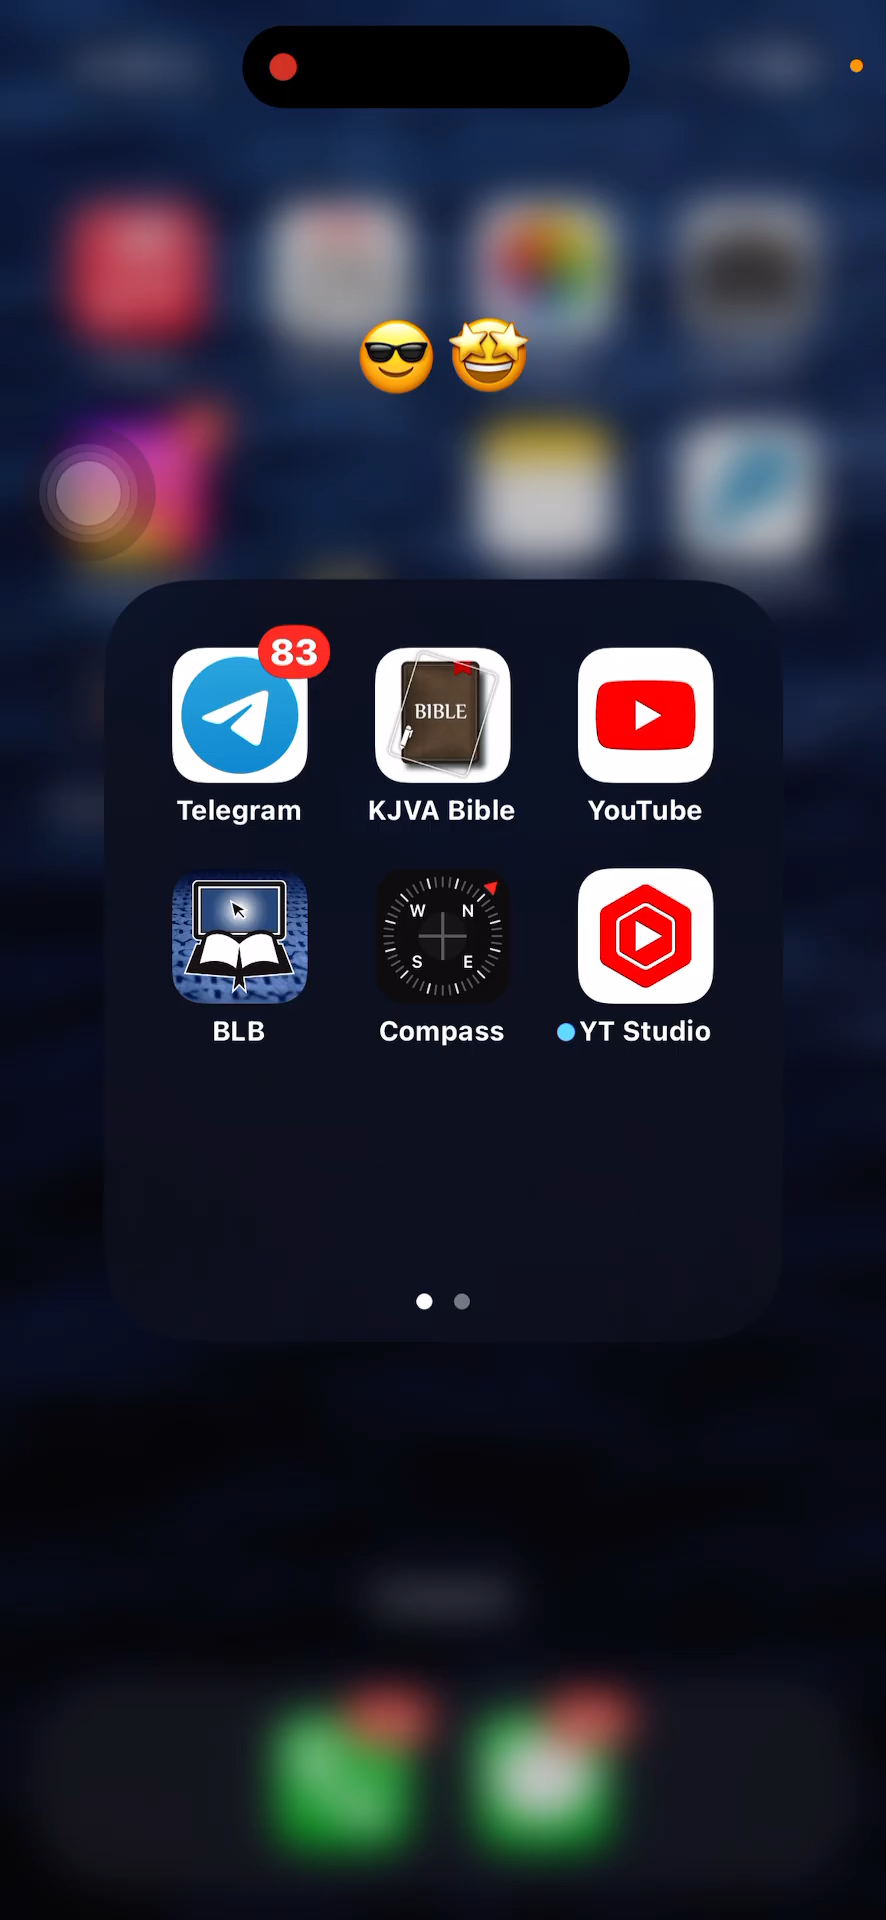 😎 🤩
83
BIBLE
Telegram KJVA Bible YouTube
W N
S E
BLB Compass YT Studio